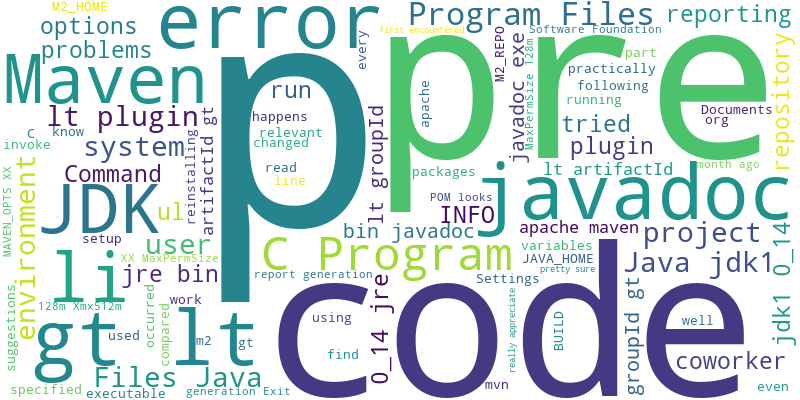 M2_HOME
options
problems
error
Program Files
reporting
first encountered
Software Foundation
every
p
pre
M2_REPO
part
practically
following
running
repository
Maven
run
apache
javadoc exe
MaxPermSize 128m
lt plugin
happens
relevant
changed
Documents
org
tried
C
know
invoke
system
reinstalling
artifactId gt
read
line
lt groupId
plugin
month ago
Command
packages
lt artifactId
JDK
javadoc
POM looks
INFO
MAVEN_OPTS XX
environment
ul
user
setup
bin javadoc
apache maven
project
variables
C Program
JAVA_HOME
pretty sure
XX MaxPermSize
jre bin
report generation
Java jdk1
jdk1 0_14
li
128m Xmx512m
work
occurred
Settings
code
0_14 jre
really appreciate
groupId gt
suggestions
gt
lt
used
m2
gt
compared
using
find
BUILD
well
coworker
Files Java
specified
executable
generation Exit
mvn
even